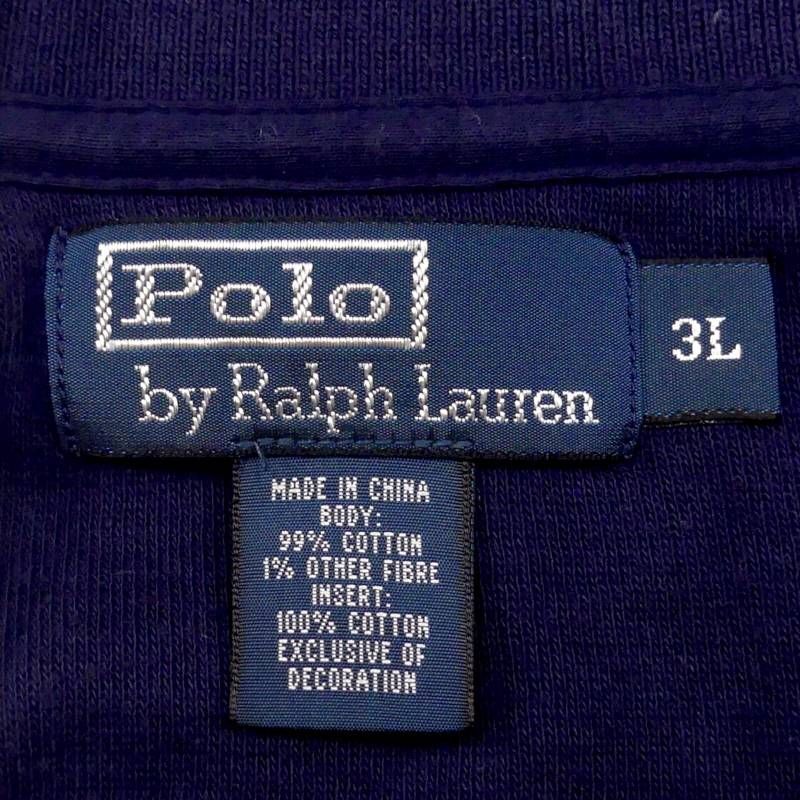 Polo
by Ralph Lauren
3L
MADE IN CHINA
BODY:
99% COTTON
1% OTHER FIBRE
INSERT:
100% COTTON
EXCLUSIVE OF
DECORATION